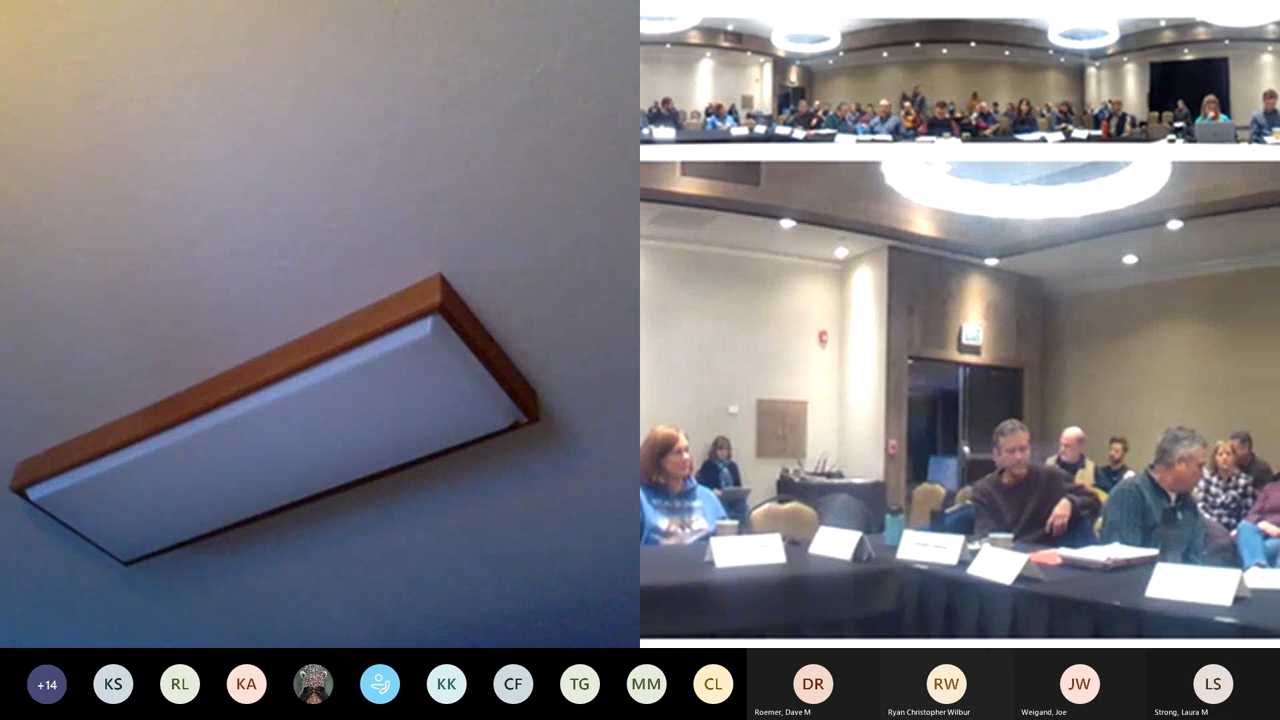 +14
KS
RL
KA
KK
CF
TG
MM
CL
DR
RW
JW
LS
Roemer, Dave M
Ryan Christopher Wilbur
Weigand, Joe
Strong, Laura M